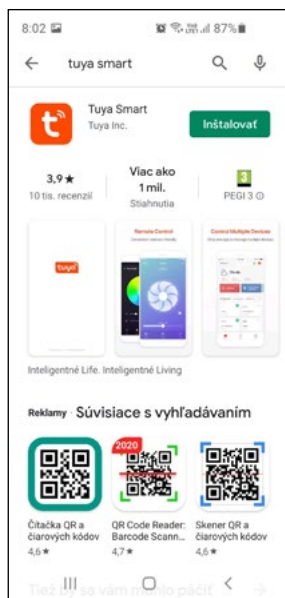 8:02 87%
tuya smart
Tuya Smart
Tuya Inc.
Inštalovať
3,9★
10 tis. recenzií
Viac ako
1 mil.
Stiahnutia
3
PEGI 3
Remote Control
Control Multiple Devices
tuya
Inteligentné Life. Inteligentné Living
Reklamy · Súvisiace s vyhľadávaním
2020
Čítačka QR a
čiarových kódov
4,6★
QR Code Reader:
Barcode Scann...
4,7★
Skener QR a
čiarových kódov
4,6★
Tiež by sa vám mohlo páčiť